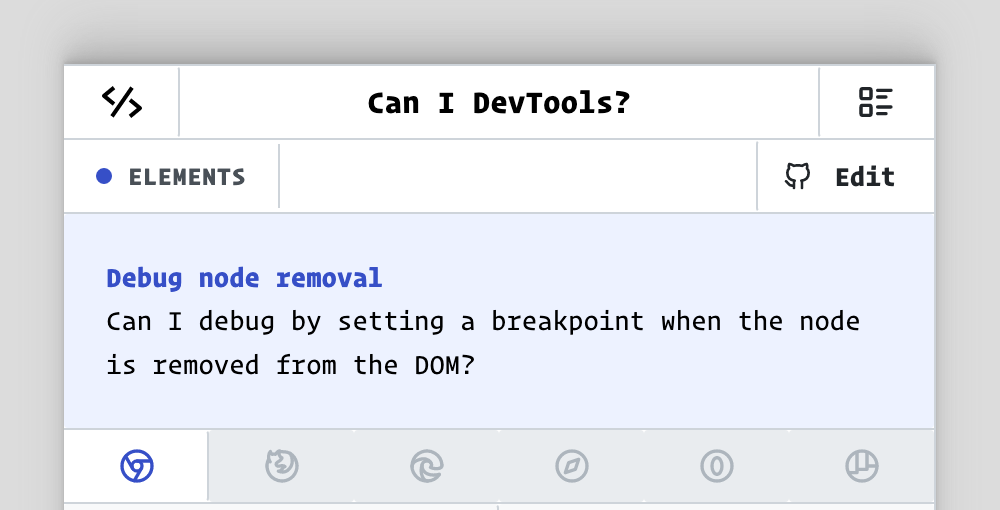 Can I DevTools?
ELEMENTS
Edit
Debug node removal
Can I debug by setting a breakpoint when the node
is removed from the DOM?